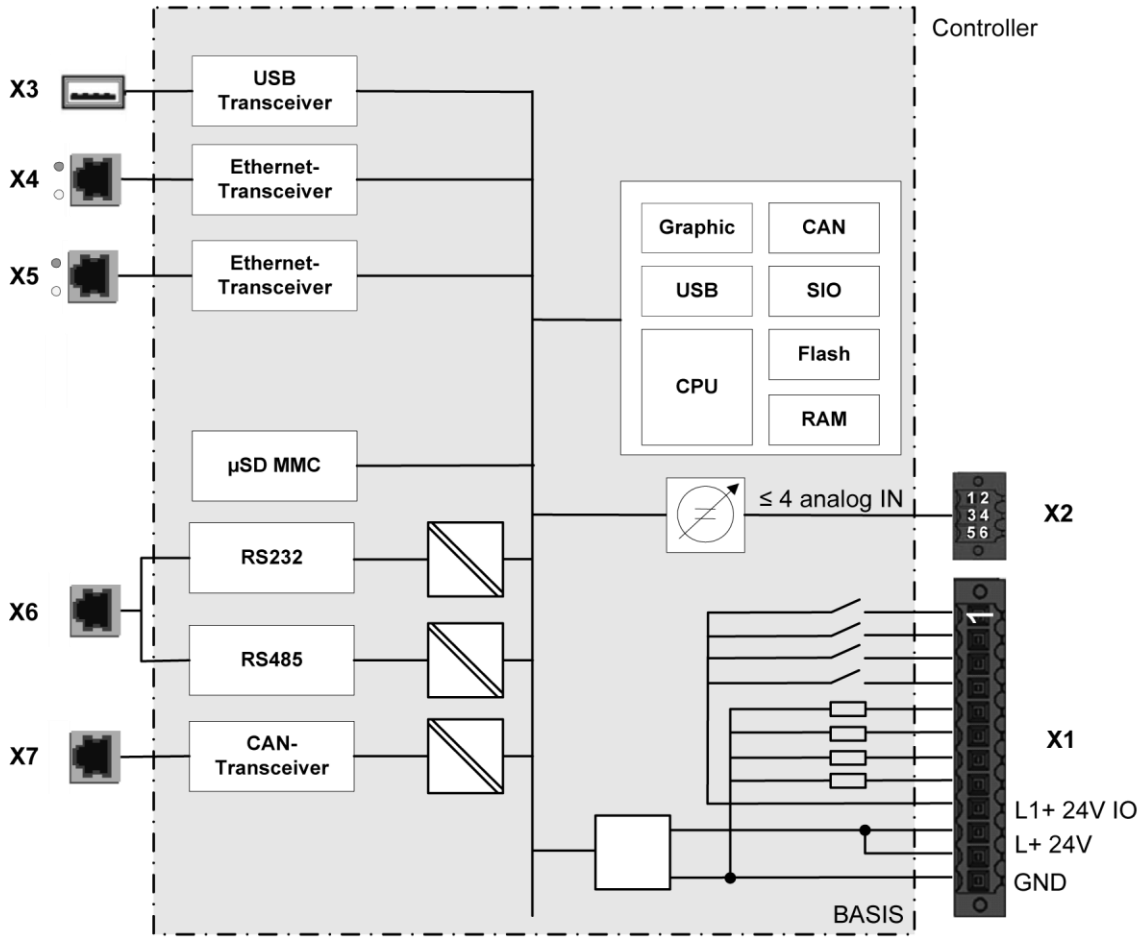 Controller
X3
USB
Transceiver
X4
Ethernet-
Transceiver
X5
Ethernet-
Transceiver
Graphic
CAN
USB
SIO
CPU
Flash
RAM
µSD MMC
≤ 4 analog IN
1 2
3 4
5 6
X2
RS232
X6
RS485
1
X1
X7
CAN-
Transceiver
L1+ 24V IO
L+ 24V
GND
BASIS